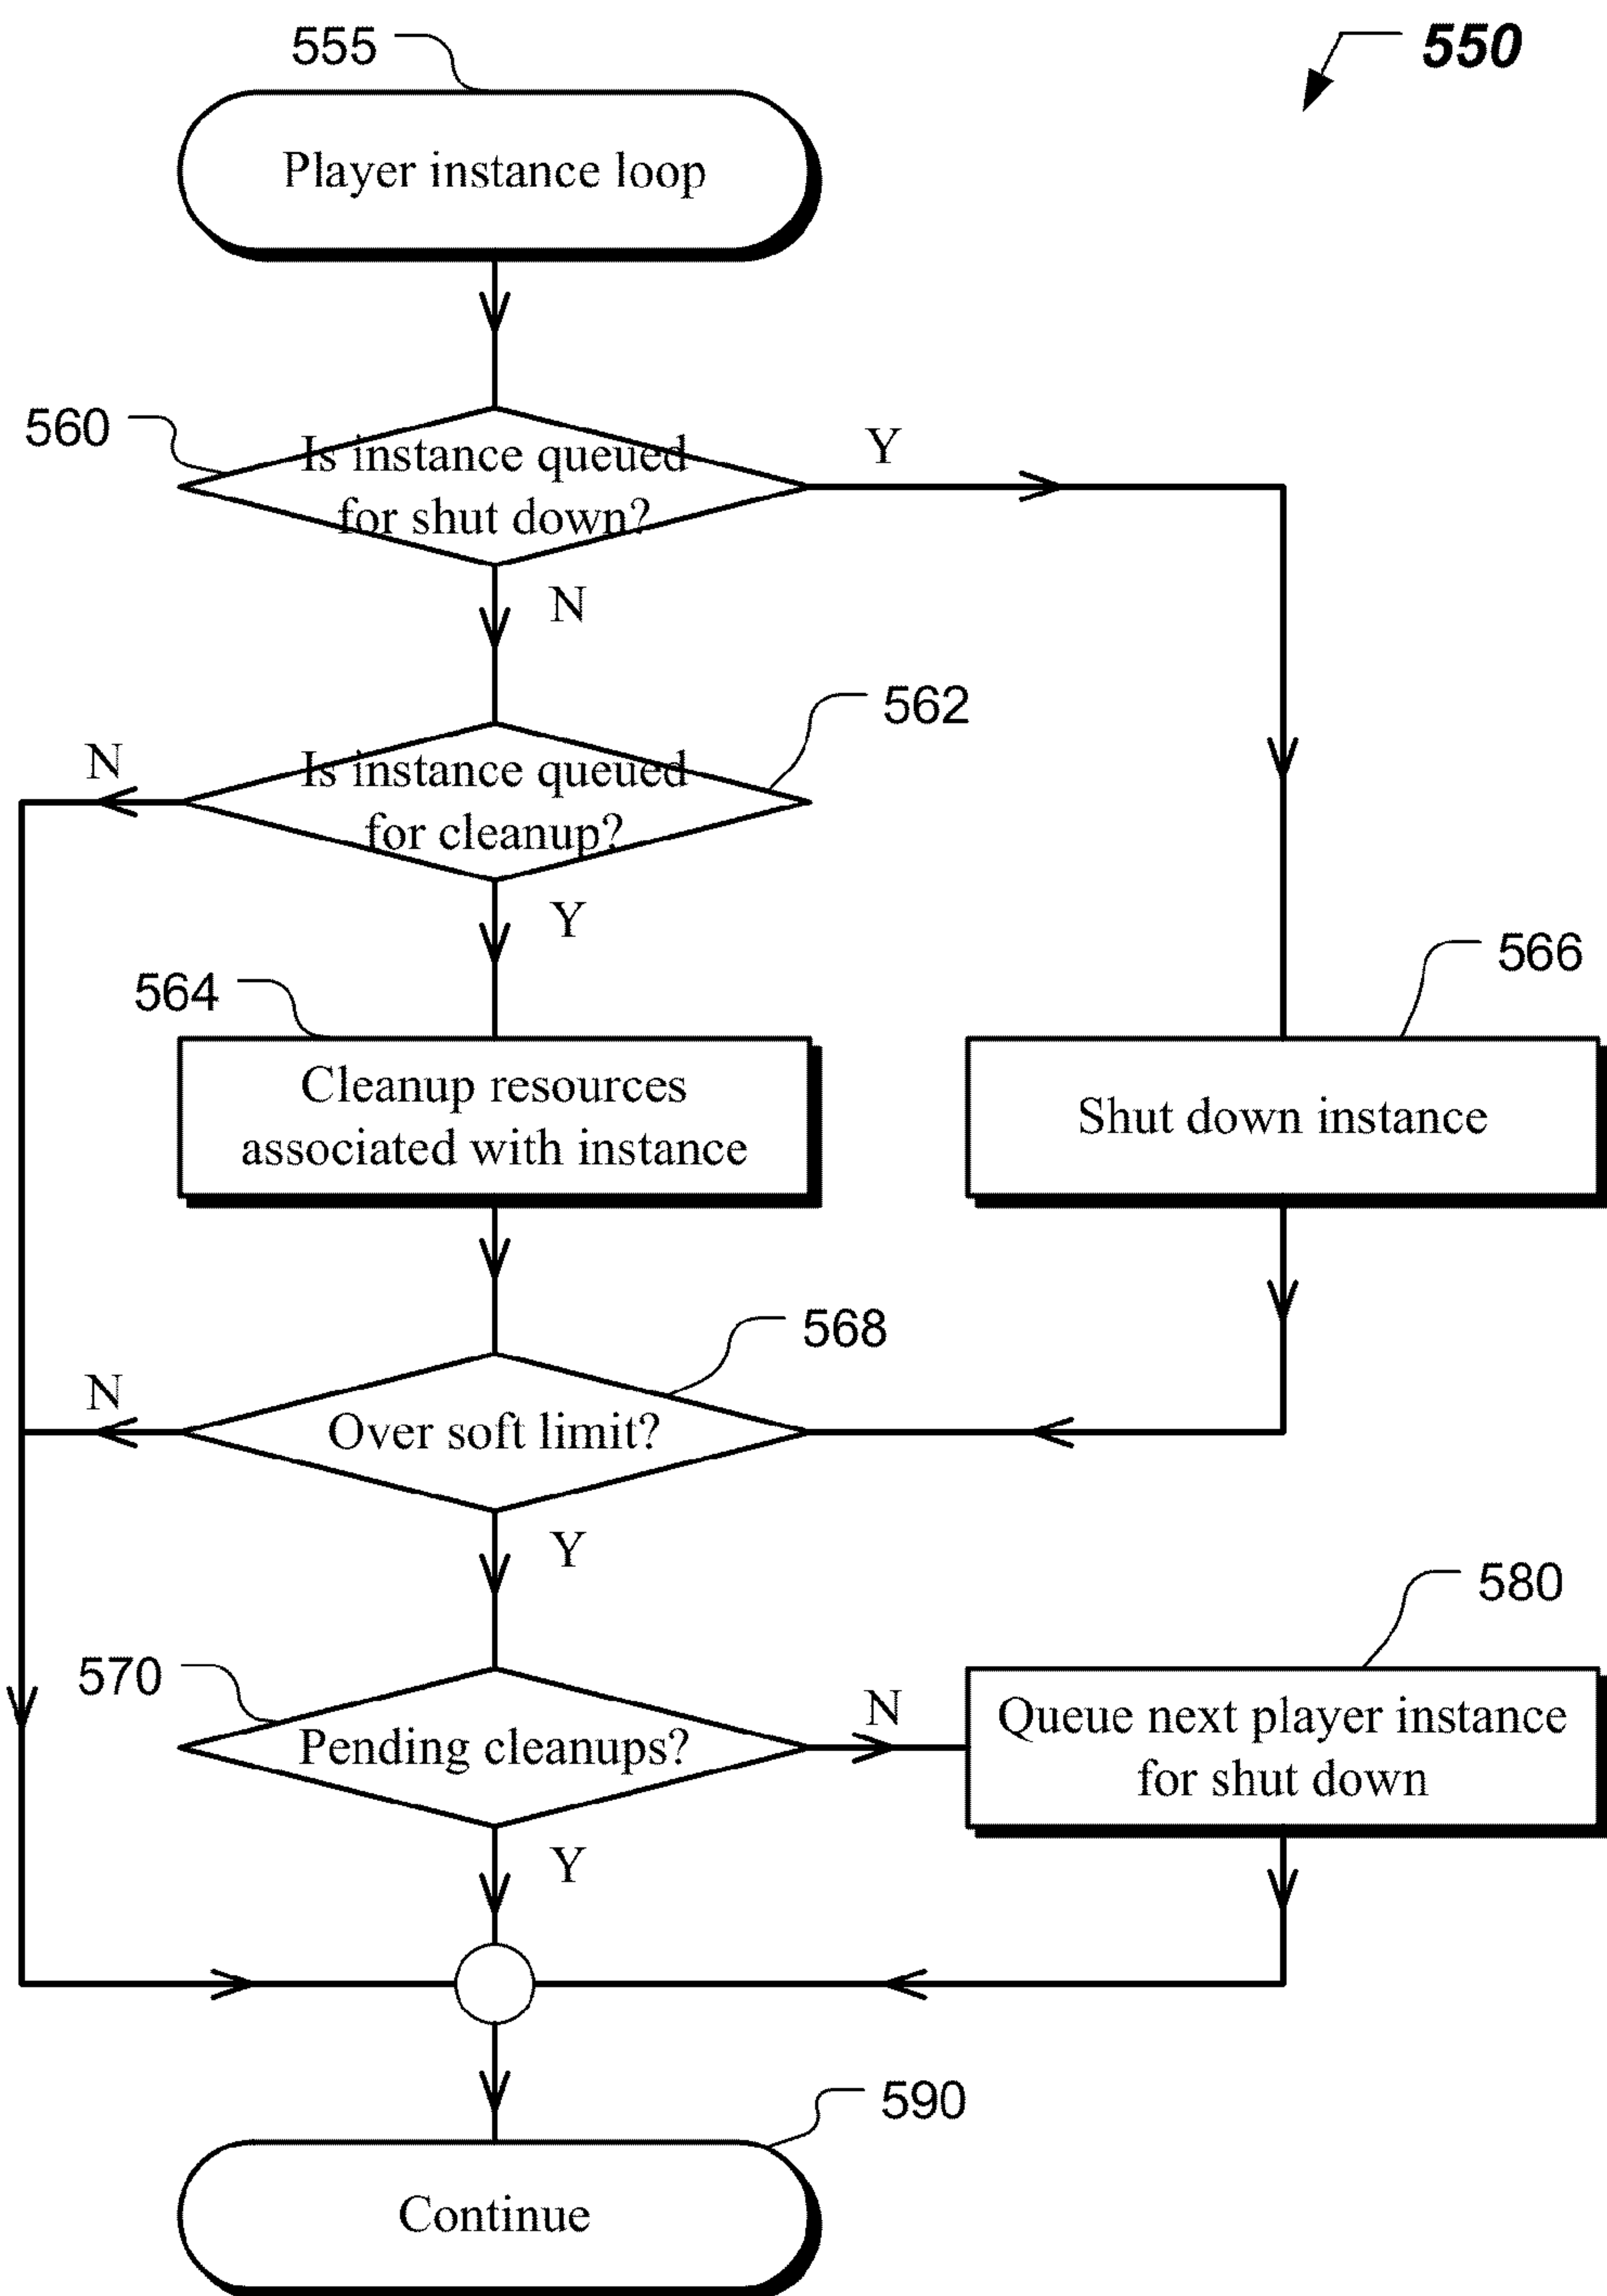 555
550
Player instance loop
560
Is instance queued
for shut down?
Y
N
562
Is instance queued
for cleanup?
N
Y
564
Cleanup resources
associated with instance
566
Shut down instance
568
Over soft limit?
N
Y
570
Pending cleanups?
N
580
Queue next player instance
for shut down
Y
590
Continue